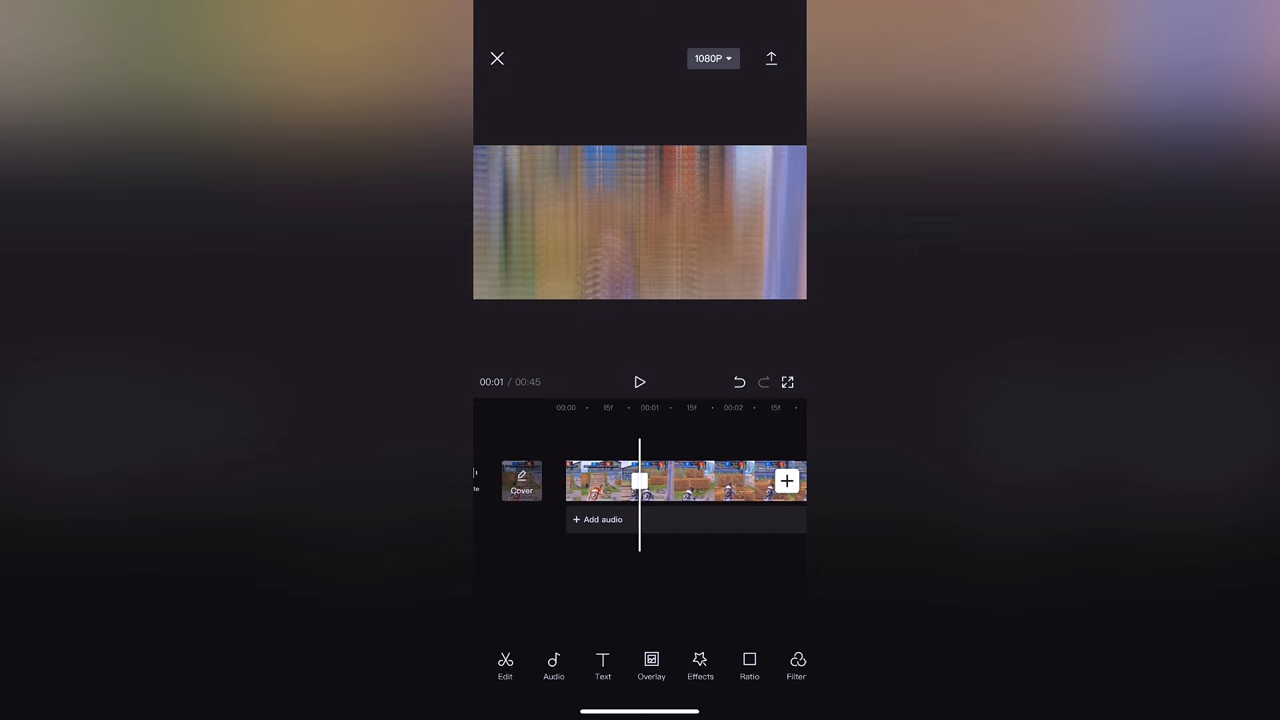 1080P
00:01 / 00:45
00:00 15f 00:01 15f 00:02 15f
te
Cover
+ Add audio
Edit Audio Text Overlay Effects Ratio Filter